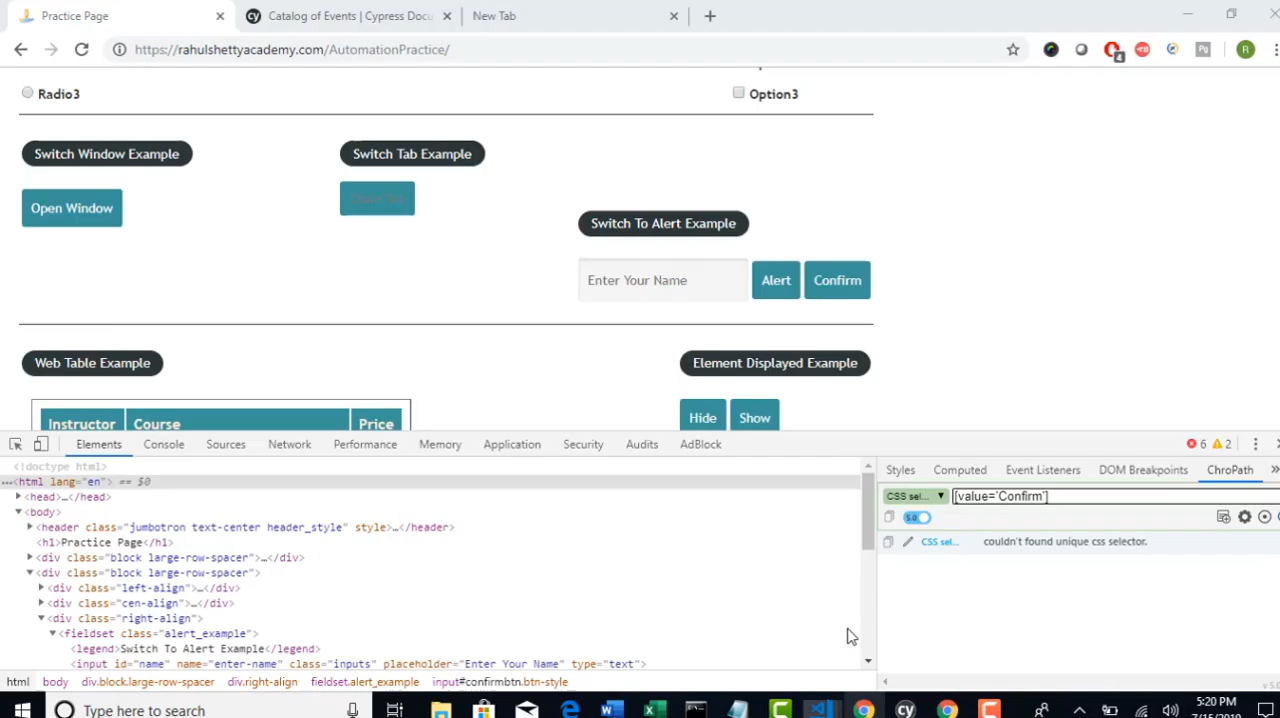 Practice Page
Catalog of Events | Cypress Docu
New Tab
https://rahulshettyacademy.com/AutomationPractice/
4
R
Radio3
Option3
Switch Window Example
Switch Tab Example
Open Window
Switch To Alert Example
Enter Your Name
Alert
Confirm
Web Table Example
Element Displayed Example
Instructor Course Price
Hide
Show
Elements Console Sources Network Performance Memory Application Security Audits AdBlock
6 2
<!doctype html>
...<html lang="en"> == $0
<head>…</head>
<body>
<header class="jumbotron text-center header_style" style>…</header>
<h1>Practice Page</h1>
<div class="block large-row-spacer">…</div>
<div class="block large-row-spacer">
<div class="left-align">…</div>
<div class="cen-align">…</div>
<div class="right-align">
<fieldset class="alert_example">
<legend>Switch To Alert Example</legend>
<input id="name" name="enter-name" class="inputs" placeholder="Enter Your Name" type="text">
html body div.block.large-row-spacer div.right-align fieldset.alert_example input#confirmbtn.btn-style
Styles Computed Event Listeners DOM Breakpoints ChroPath »
CSS sel... [value='Confirm']
5.0
CSS sel... couldn't found unique css selector.
Type here to search
5:20 PM